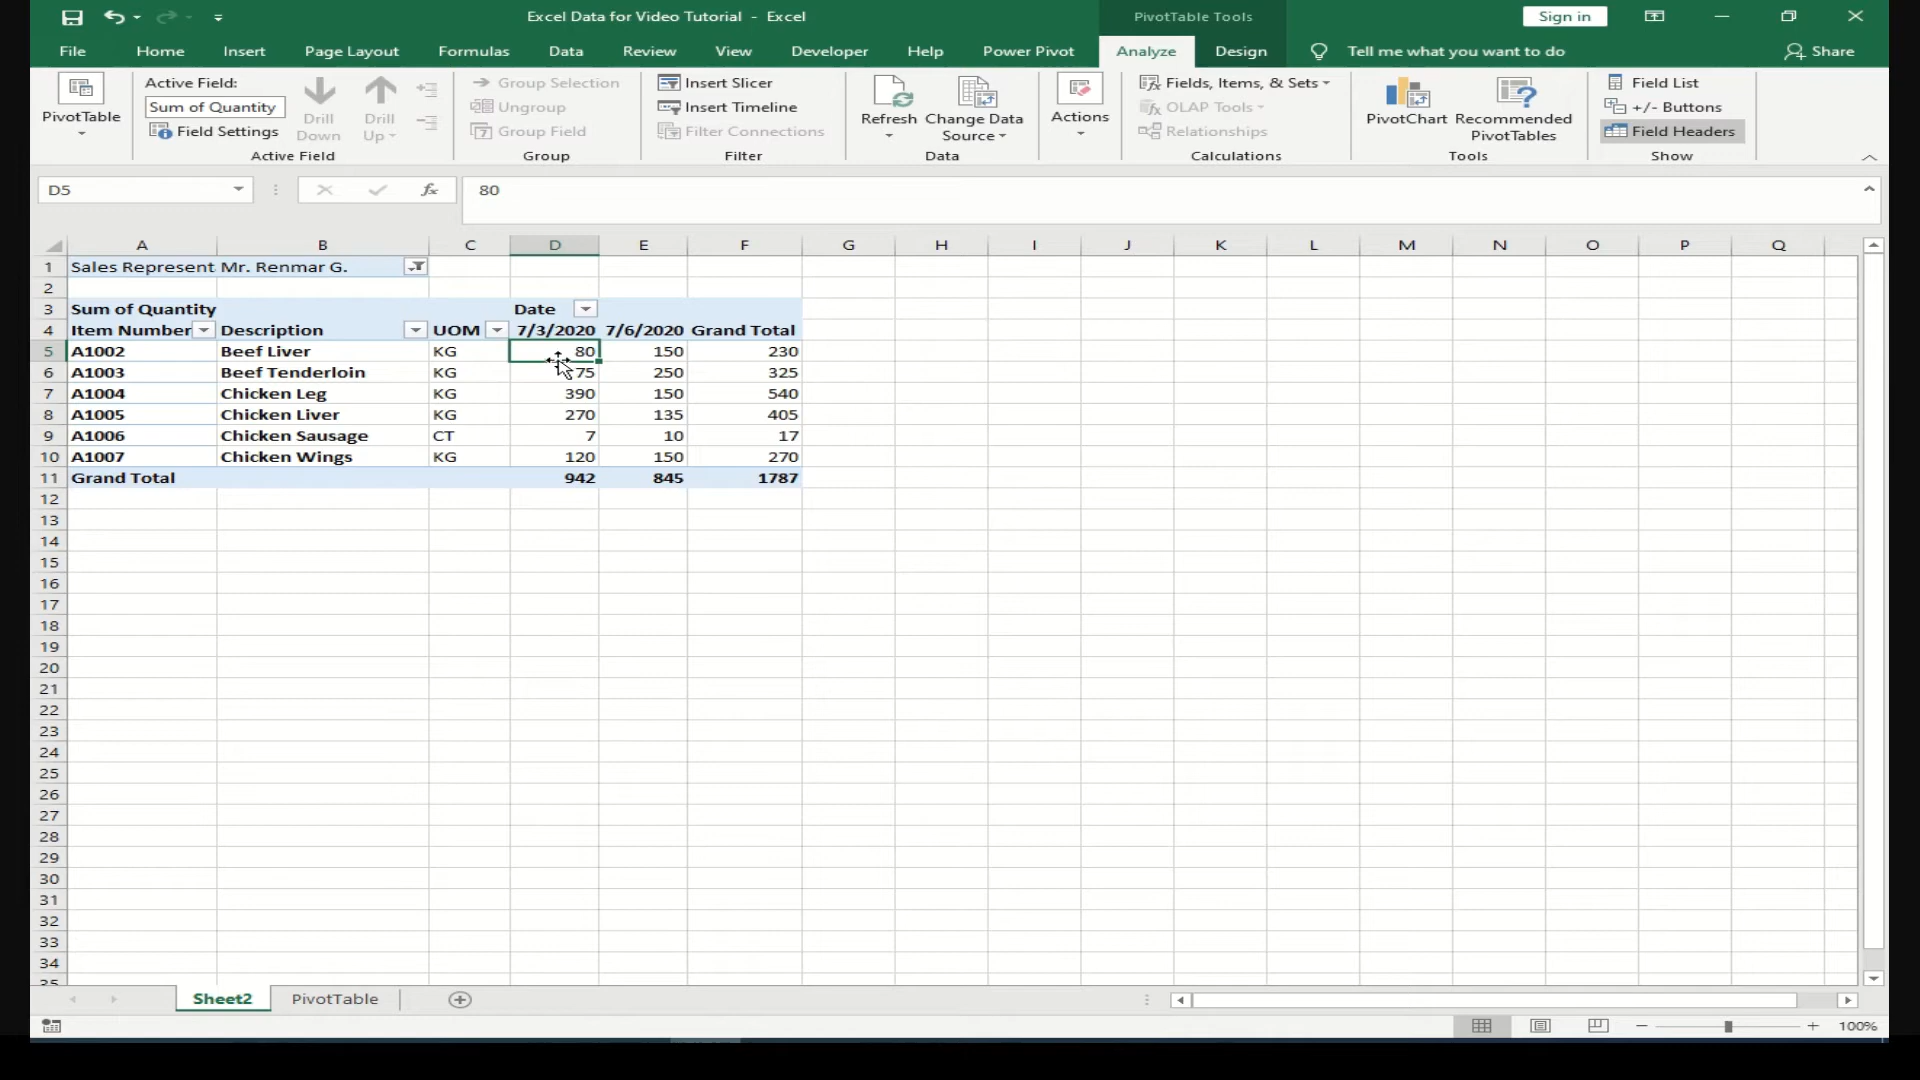 Excel Data for Video Tutorial - Excel
PivotTable Tools
Sign in
File Home Insert Page Layout Formulas Data Review View Developer Help Power Pivot Analyze Design Tell me what you want to do Share
PivotTable
Active Field:
Sum of Quantity
Field Settings
Drill Down
Drill Up
Active Field
Group Selection
Ungroup
Group Field
Group
Insert Slicer
Insert Timeline
Filter Connections
Filter
Refresh
Change Data Source
Data
Actions
Fields, Items, & Sets
OLAP Tools
Relationships
Calculations
PivotChart
Recommended PivotTables
Tools
Field List
+/- Buttons
Field Headers
Show
D5 fx 80
A B C D E F G H I J K L M N O P Q
1 Sales Represent Mr. Renmar G.
2
3 Sum of Quantity Date
4 Item Number Description UOM 7/3/2020 7/6/2020 Grand Total
5 A1002 Beef Liver KG 80 150 230
6 A1003 Beef Tenderloin KG 75 250 325
7 A1004 Chicken Leg KG 390 150 540
8 A1005 Chicken Liver KG 270 135 405
9 A1006 Chicken Sausage CT 7 10 17
10 A1007 Chicken Wings KG 120 150 270
11 Grand Total 942 845 1787
12
13
14
15
16
17
18
19
20
21
22
23
24
25
26
27
28
29
30
31
32
33
34
35
Sheet2 PivotTable
100%